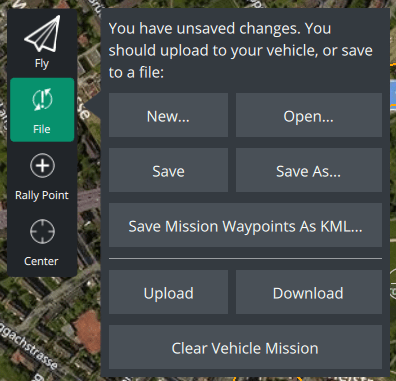 Fly
File
Rally Point
Center
You have unsaved changes. You
should upload to your vehicle, or save
to a file:
New... Open...
Save Save As...
Save Mission Waypoints As KML...
Upload Download
Clear Vehicle Mission